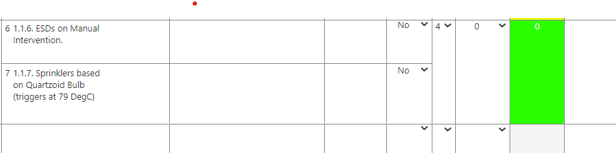 6 1.1.6. ESDs on Manual No 4 0 0
Intervention.
7 1.1.7. Sprinklers based No
on Quartzoid Bulb
(triggers at 79 DegC)